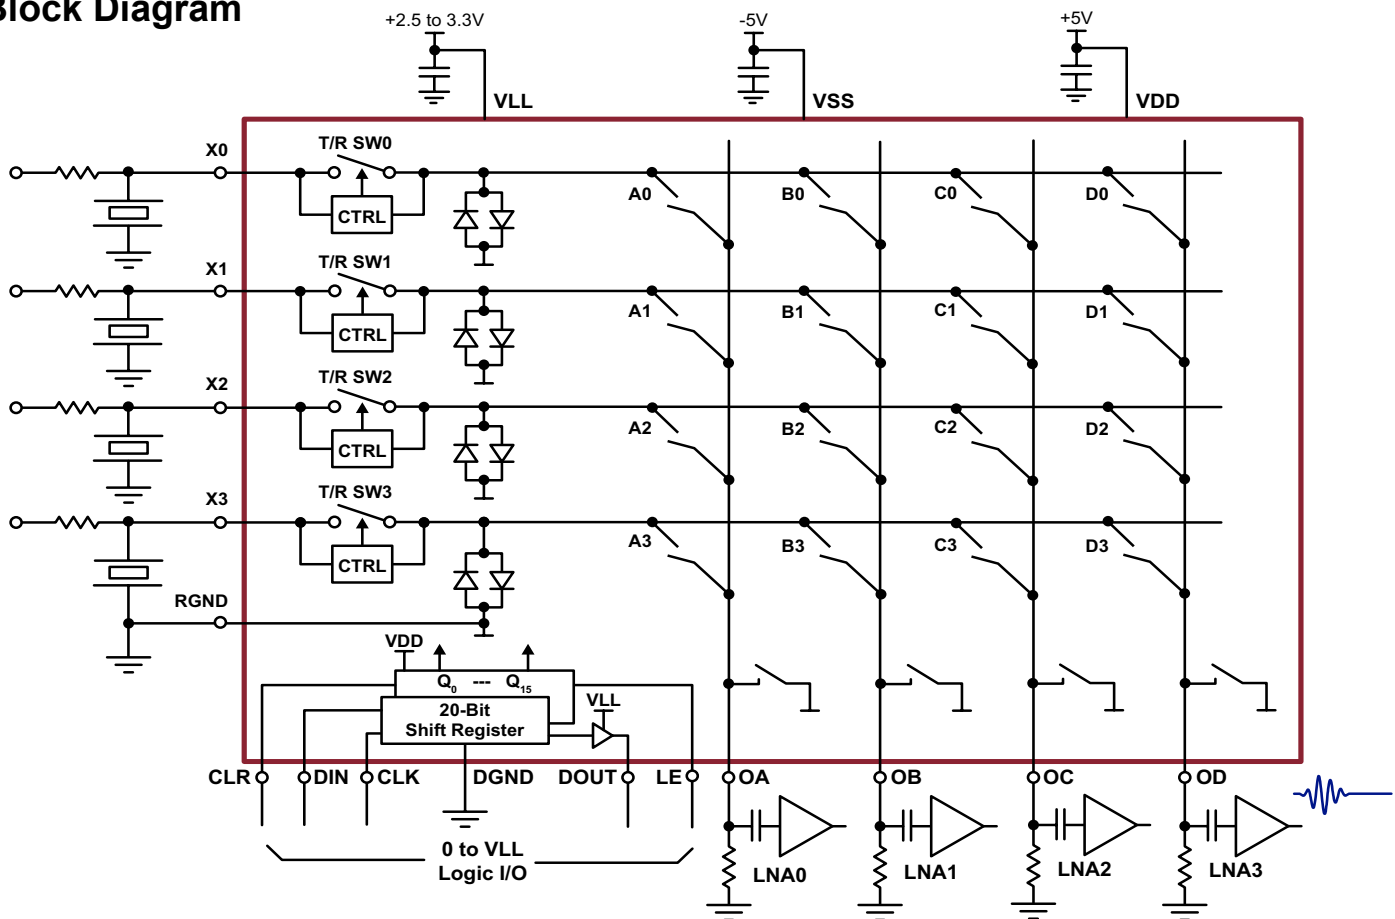 Block Diagram
+2.5 to 3.3V
-5V
+5V
VLL
VSS
VDD
X0
T/R SW0
CTRL
A0
B0
C0
D0
X1
T/R SW1
CTRL
A1
B1
C1
D1
X2
T/R SW2
CTRL
A2
B2
C2
D2
X3
T/R SW3
CTRL
A3
B3
C3
D3
RGND
VDD
Q0 --- Q15
20-Bit
Shift Register
VLL
CLR
DIN
CLK
DGND
DOUT
LE
OA
OB
OC
OD
0 to VLL
Logic I/O
LNA0
LNA1
LNA2
LNA3